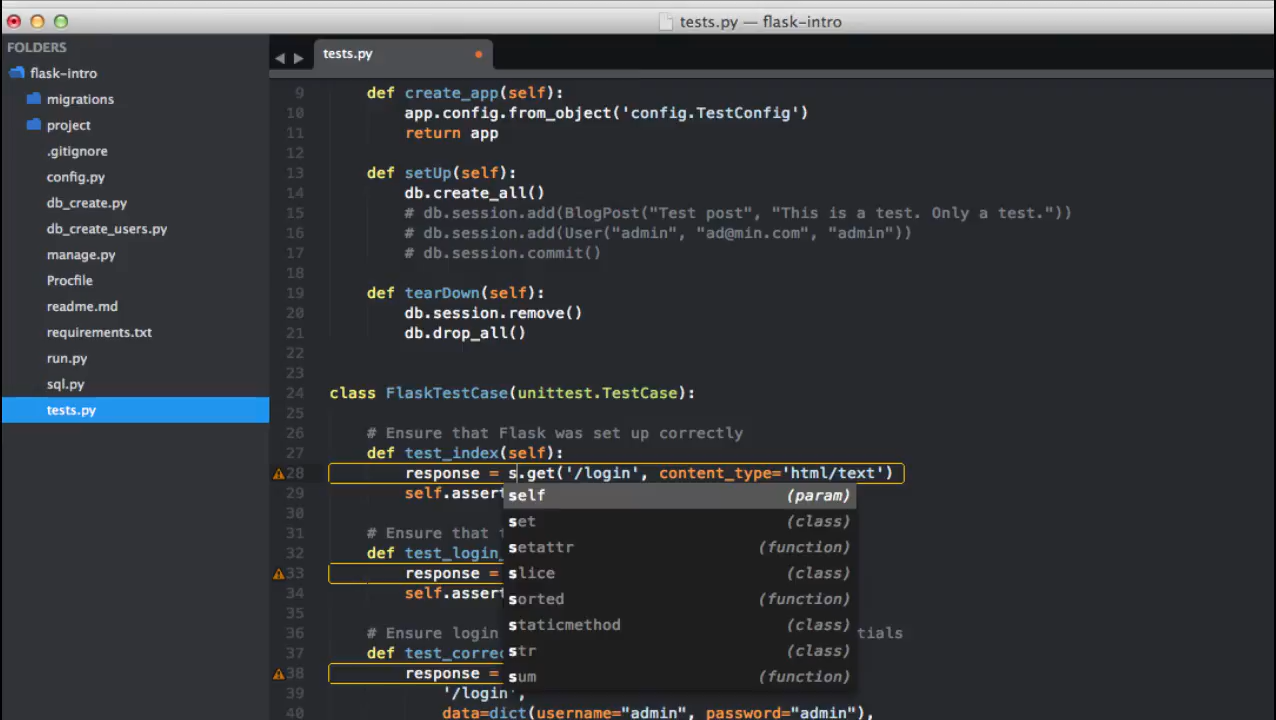 tests.py — flask-intro
FOLDERS
flask-intro
migrations
project
.gitignore
config.py
db_create.py
db_create_users.py
manage.py
Procfile
readme.md
requirements.txt
run.py
sql.py
tests.py
tests.py
9 def create_app(self):
10 app.config.from_object('config.TestConfig')
11 return app
12
13 def setUp(self):
14 db.create_all()
15 # db.session.add(BlogPost("Test post", "This is a test. Only a test."))
16 # db.session.add(User("admin", "ad@min.com", "admin"))
17 # db.session.commit()
18
19 def tearDown(self):
20 db.session.remove()
21 db.drop_all()
22
23
24 class FlaskTestCase(unittest.TestCase):
25
26 # Ensure that Flask was set up correctly
27 def test_index(self):
28 response = s.get('/login', content_type='html/text')
29 self.assert
30
31 # Ensure that t
32 def test_login_
33 response =
34 self.assert
35
36 # Ensure login tials
37 def test_correc
38 response =
39 '/login',
40 data=dict(username="admin", password="admin"),
self (param)
set (class)
setattr (function)
slice (class)
sorted (function)
staticmethod (class)
str (class)
sum (function)